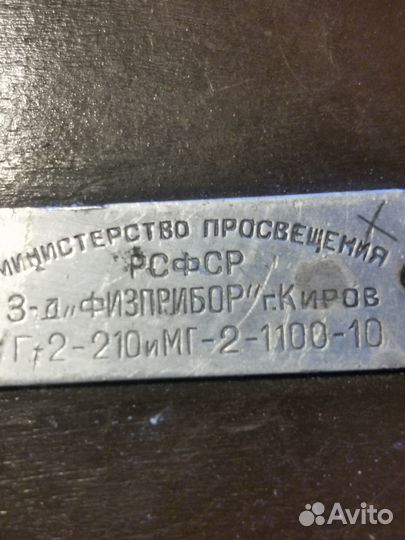 МИНИСТЕРСТВО ПРОСВЕЩЕНИЯ
РСФСР
З-д „ФИЗПРИБОР" г.Киров
Г-2-210иМГ-2-1100-10
Avito